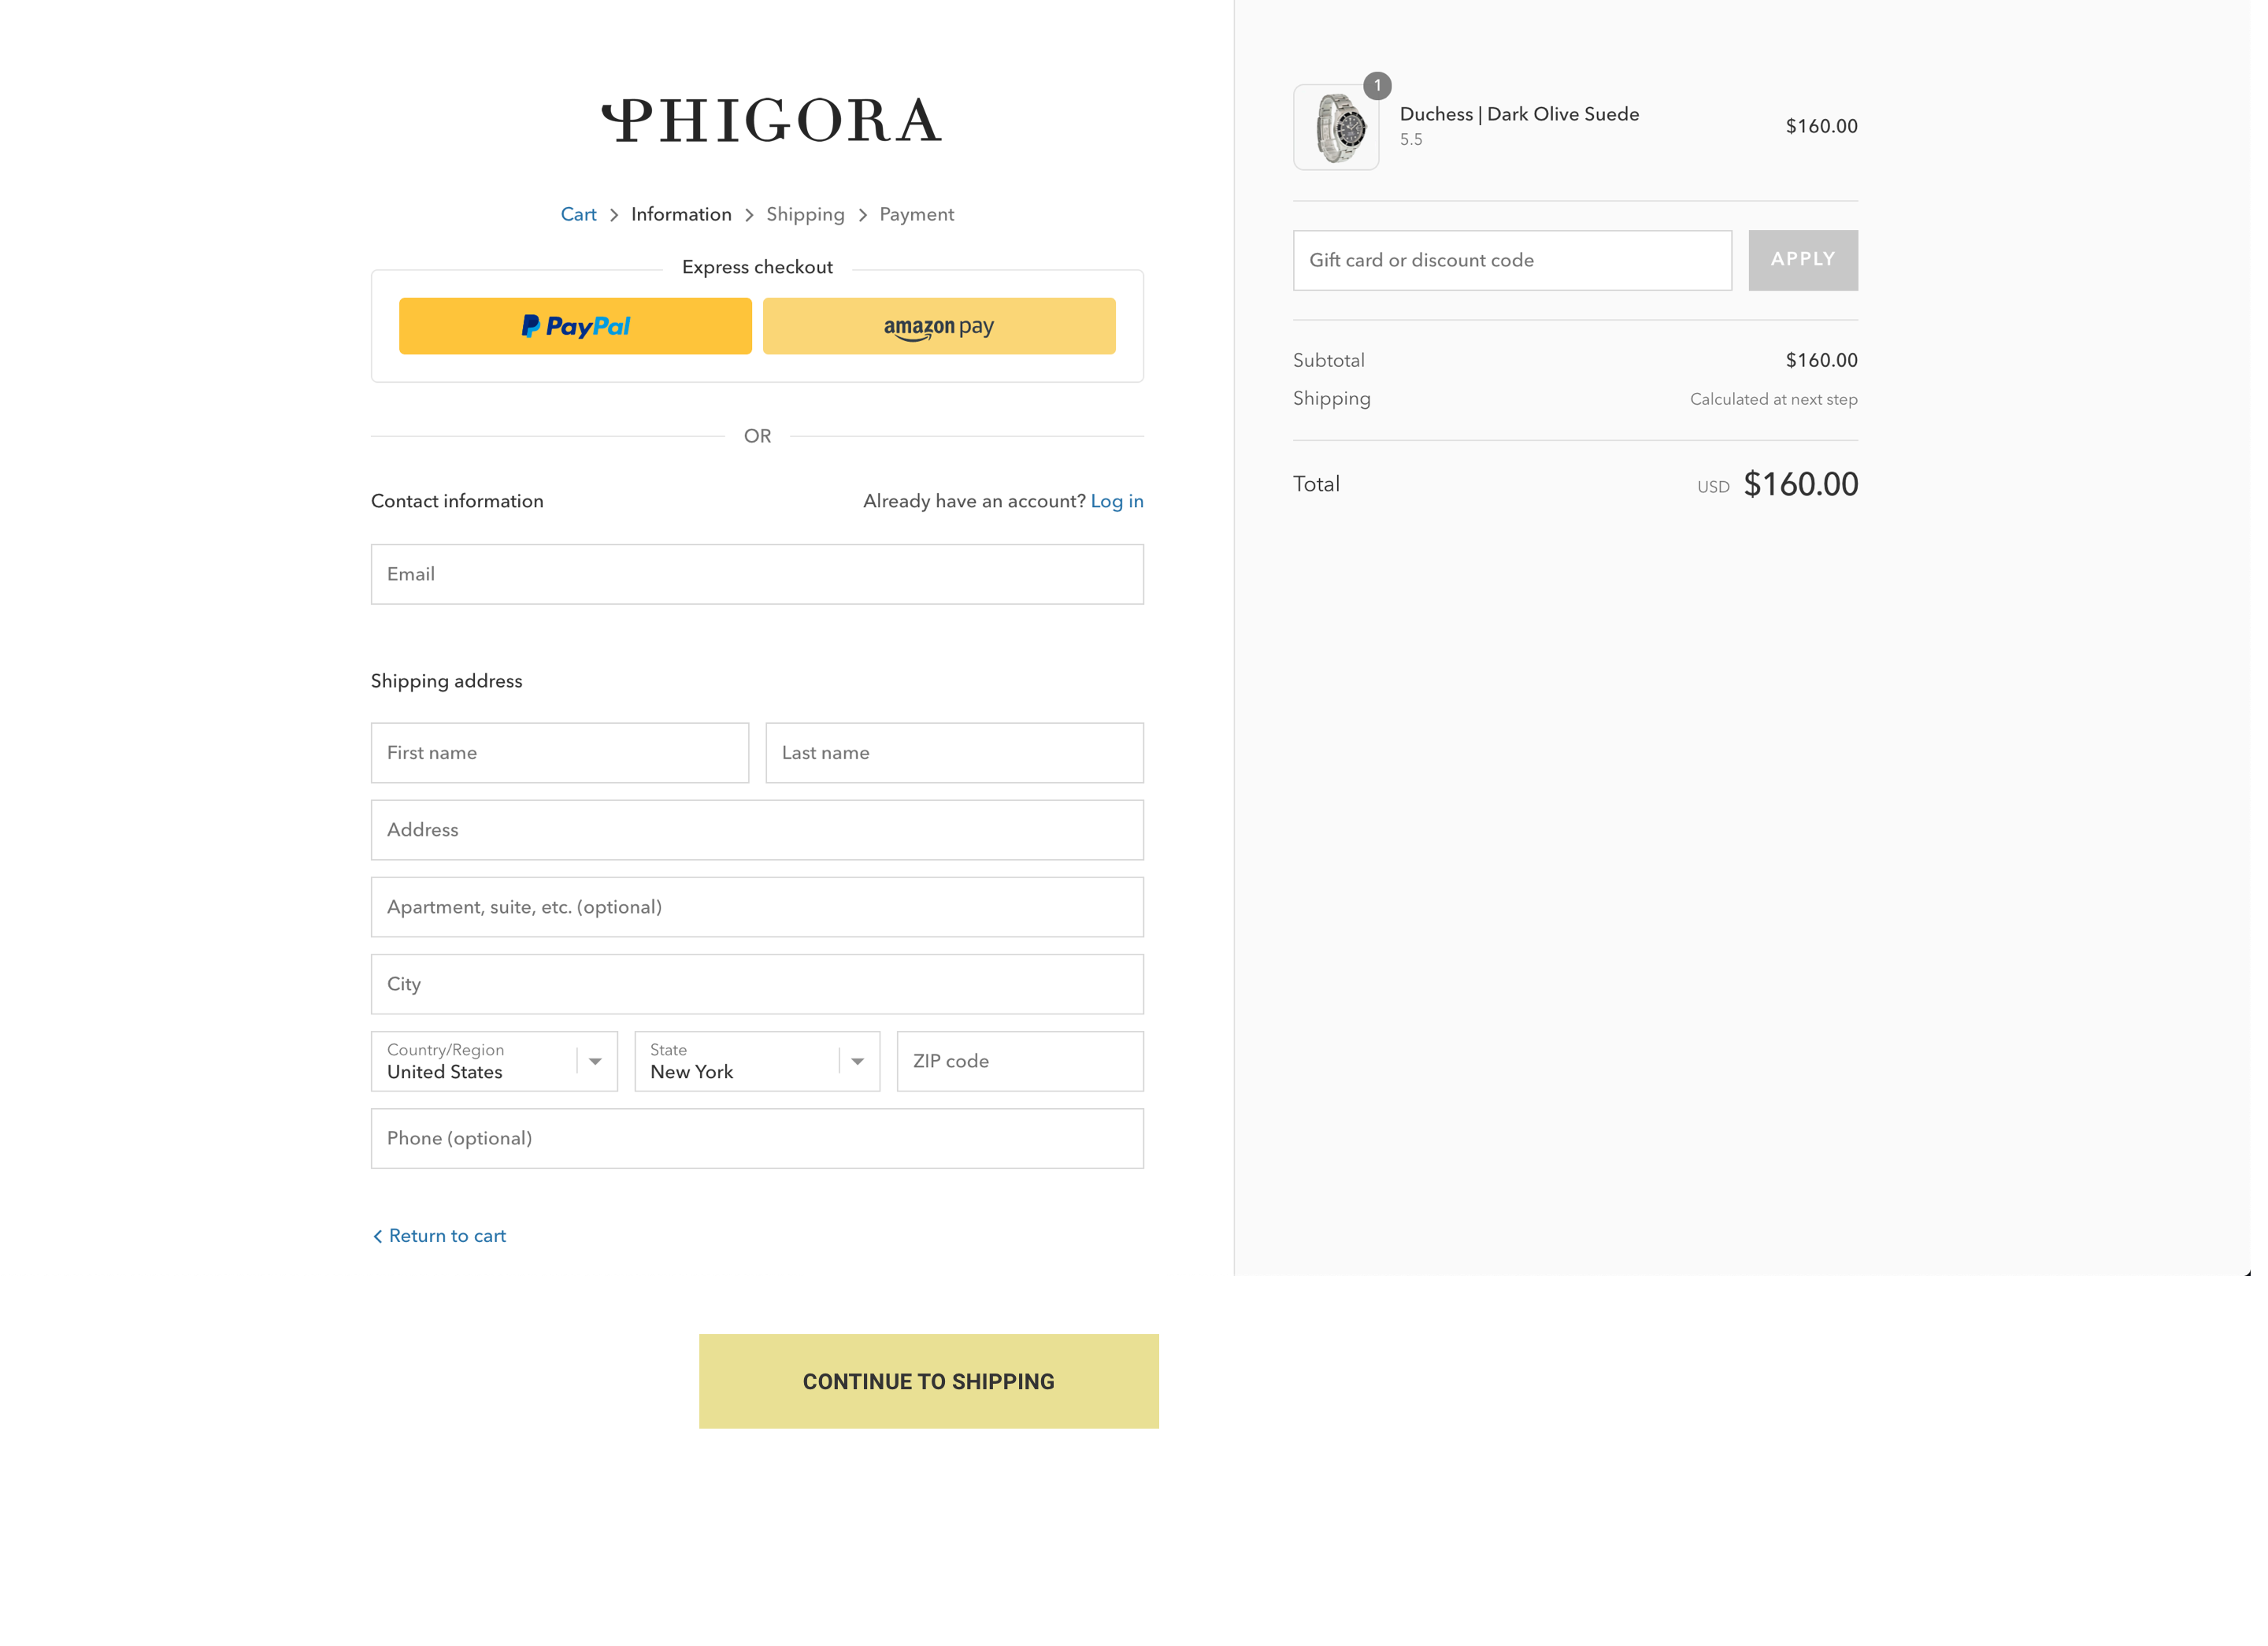 PHIGORA
Cart > Information > Shipping > Payment
Express checkout
PayPal
amazon pay
OR
Contact information
Already have an account? Log in
Email
Shipping address
First name
Last name
Address
Apartment, suite, etc. (optional)
City
Country/Region
United States
State
New York
ZIP code
Phone (optional)
< Return to cart
CONTINUE TO SHIPPING
1
Duchess | Dark Olive Suede
5.5
$160.00
Gift card or discount code
APPLY
Subtotal
$160.00
Shipping
Calculated at next step
Total
USD $160.00